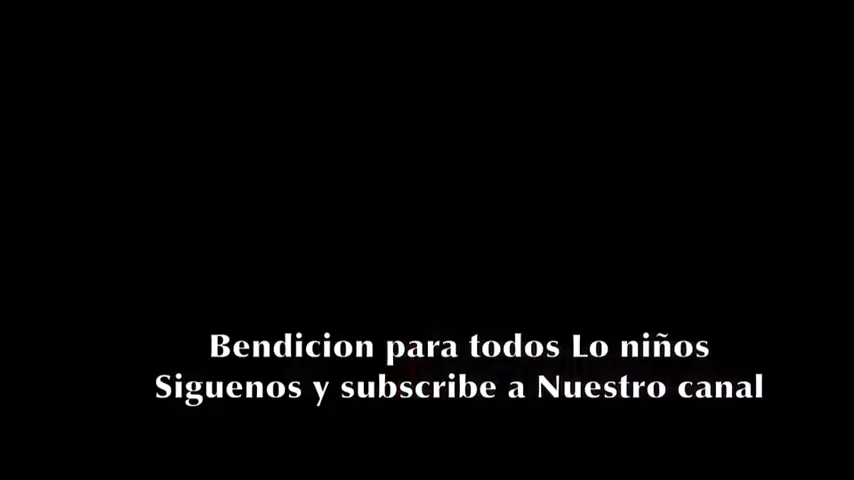 Bendicion para todos Lo niños
Siguenos y subscribe a Nuestro canal